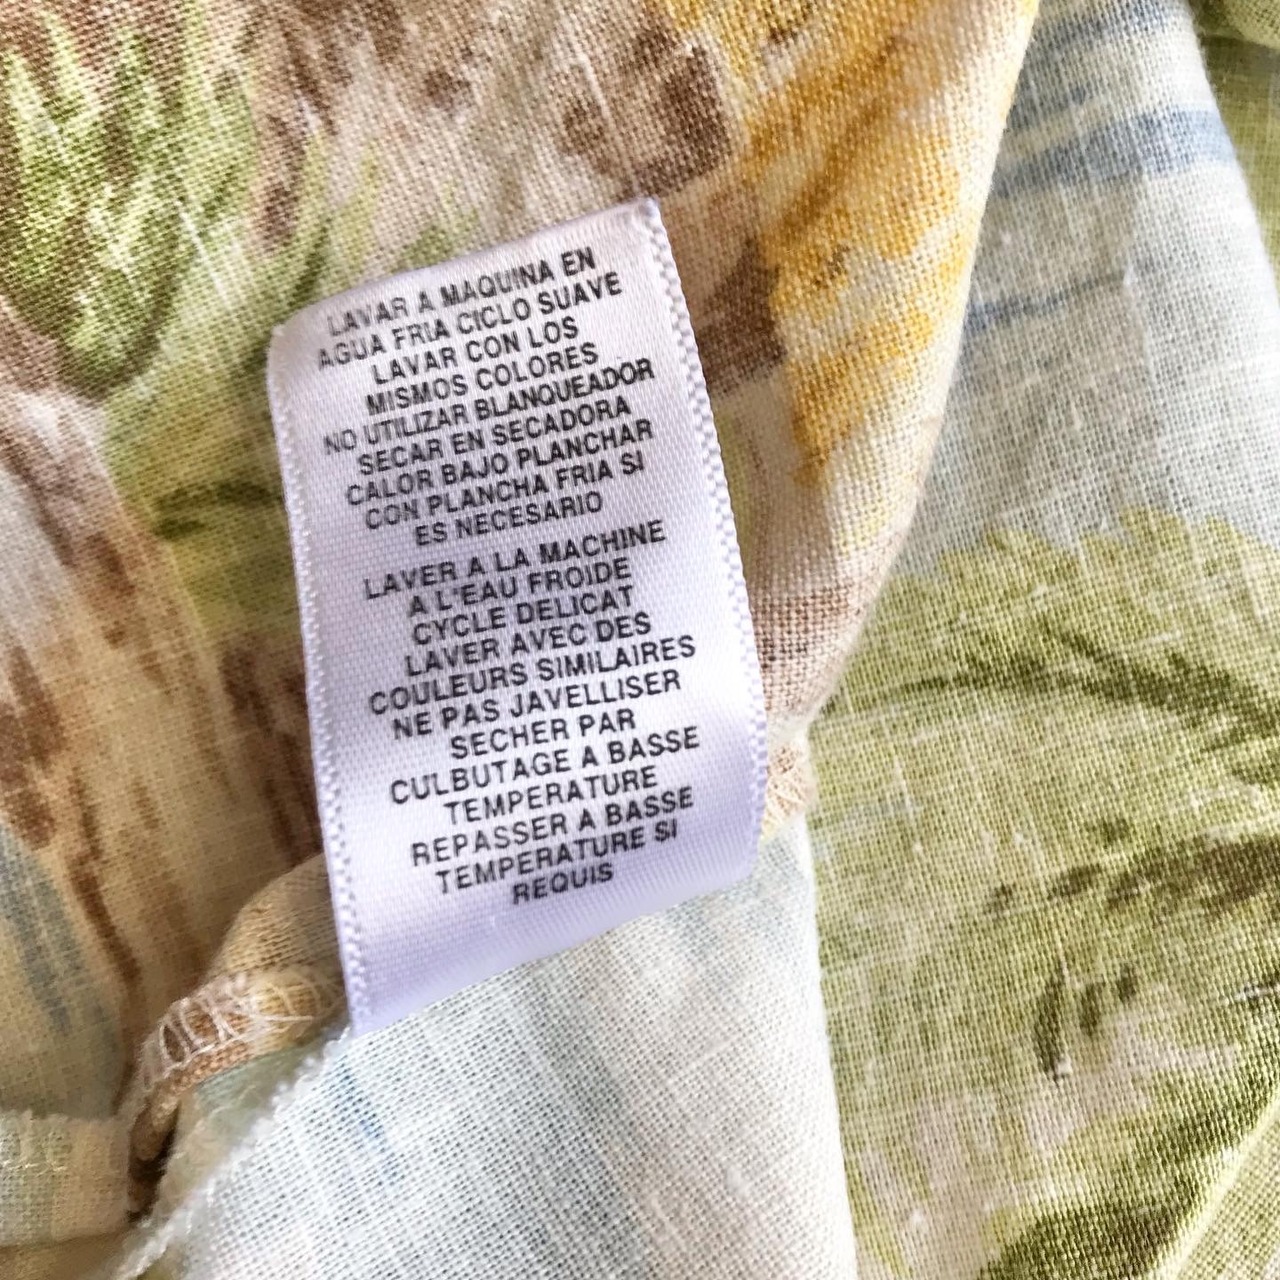 LAVAR A MAQUINA EN
AGUA FRIA CICLO SUAVE
LAVAR CON LOS
MISMOS COLORES
NO UTILIZAR BLANQUEADOR
SECAR EN SECADORA
CALOR BAJO PLANCHAR
CON PLANCHA FRIA SI
ES NECESARIO
LAVER A LA MACHINE
A L'EAU FROIDE
CYCLE DELICAT
LAVER AVEC DES
COULEURS SIMILAIRES
NE PAS JAVELLISER
SECHER PAR
CULBUTAGE A BASSE
TEMPERATURE
REPASSER A BASSE
TEMPERATURE SI
REQUIS